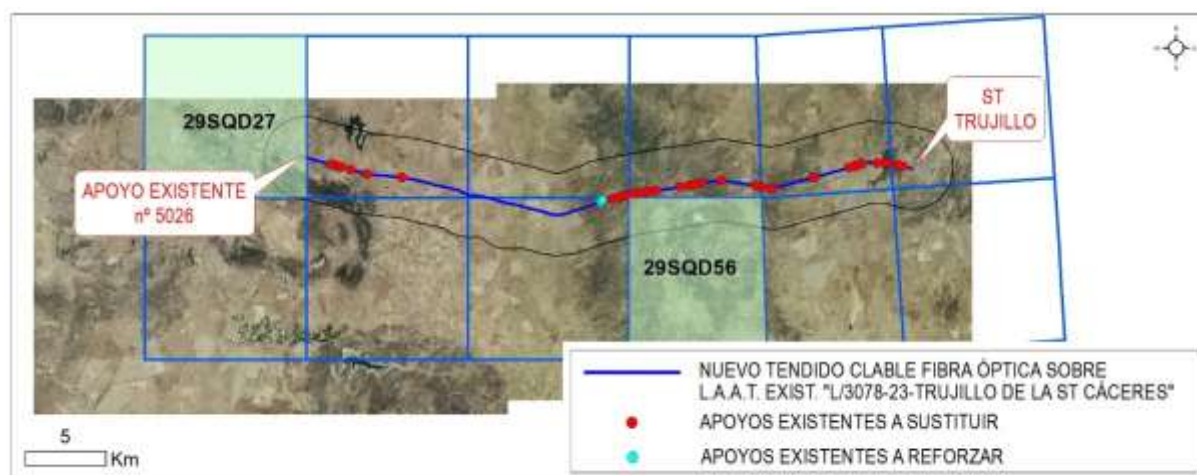 29SQD27
ST
TRUJILLO
APOYO EXISTENTE
nº 5026
29SQD56
NUEVO TENDIDO CLABLE FIBRA ÓPTICA SOBRE
L.A.A.T. EXIST. "L/3078-23-TRUJILLO DE LA ST CÁCERES"
APOYOS EXISTENTES A SUSTITUIR
APOYOS EXISTENTES A REFORZAR
5
Km